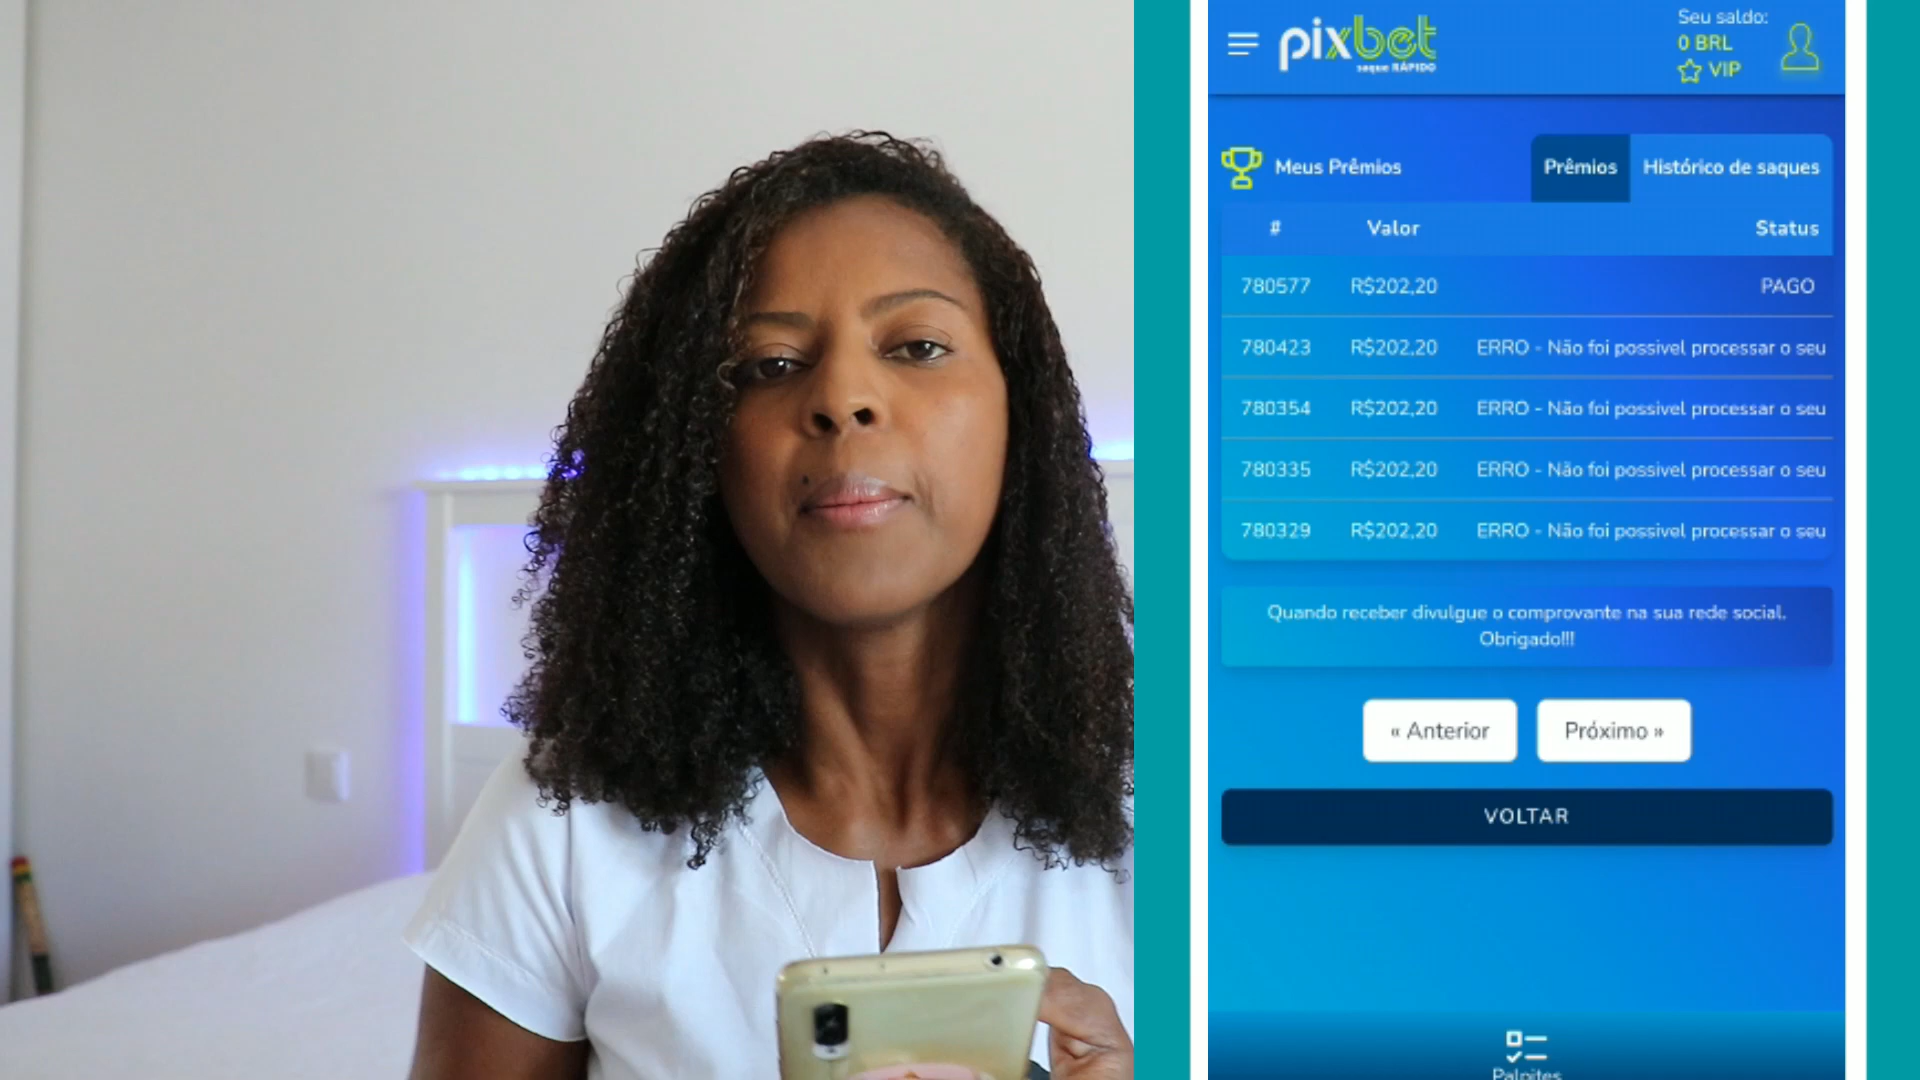 pixbet
saque RÁPIDO
Seu saldo:
0 BRL
VIP
Meus Prêmios
Prêmios
Histórico de saques
# Valor Status
780577 R$202,20 PAGO
780423 R$202,20 ERRO - Não foi possivel processar o seu
780354 R$202,20 ERRO - Não foi possivel processar o seu
780335 R$202,20 ERRO - Não foi possivel processar o seu
780329 R$202,20 ERRO - Não foi possivel processar o seu
Quando receber divulgue o comprovante na sua rede social.
Obrigado!!!
« Anterior
Próximo »
VOLTAR
Palpites